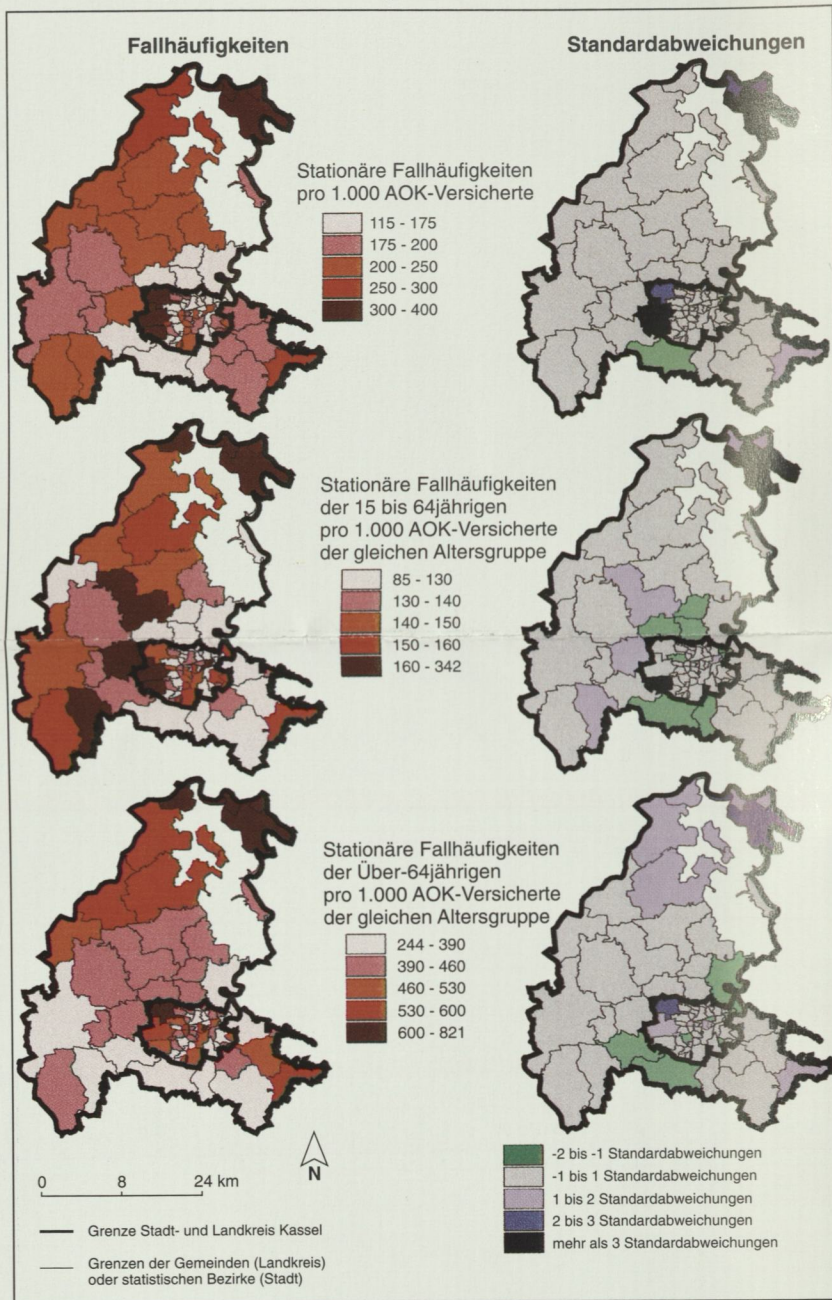 Fallhäufigkeiten
Standardabweichungen
Stationäre Fallhäufigkeiten
pro 1.000 AOK-Versicherte
115 - 175
175 - 200
200 - 250
250 - 300
300 - 400
Stationäre Fallhäufigkeiten
der 15 bis 64jährigen
pro 1.000 AOK-Versicherte
der gleichen Altersgruppe
85 - 130
130 - 140
140 - 150
150 - 160
160 - 342
Stationäre Fallhäufigkeiten
der Über-64jährigen
pro 1.000 AOK-Versicherte
der gleichen Altersgruppe
244 - 390
390 - 460
460 - 530
530 - 600
600 - 821
N
0 8 24 km
Grenze Stadt- und Landkreis Kassel
Grenzen der Gemeinden (Landkreis)
oder statistischen Bezirke (Stadt)
-2 bis -1 Standardabweichungen
-1 bis 1 Standardabweichungen
1 bis 2 Standardabweichungen
2 bis 3 Standardabweichungen
mehr als 3 Standardabweichungen